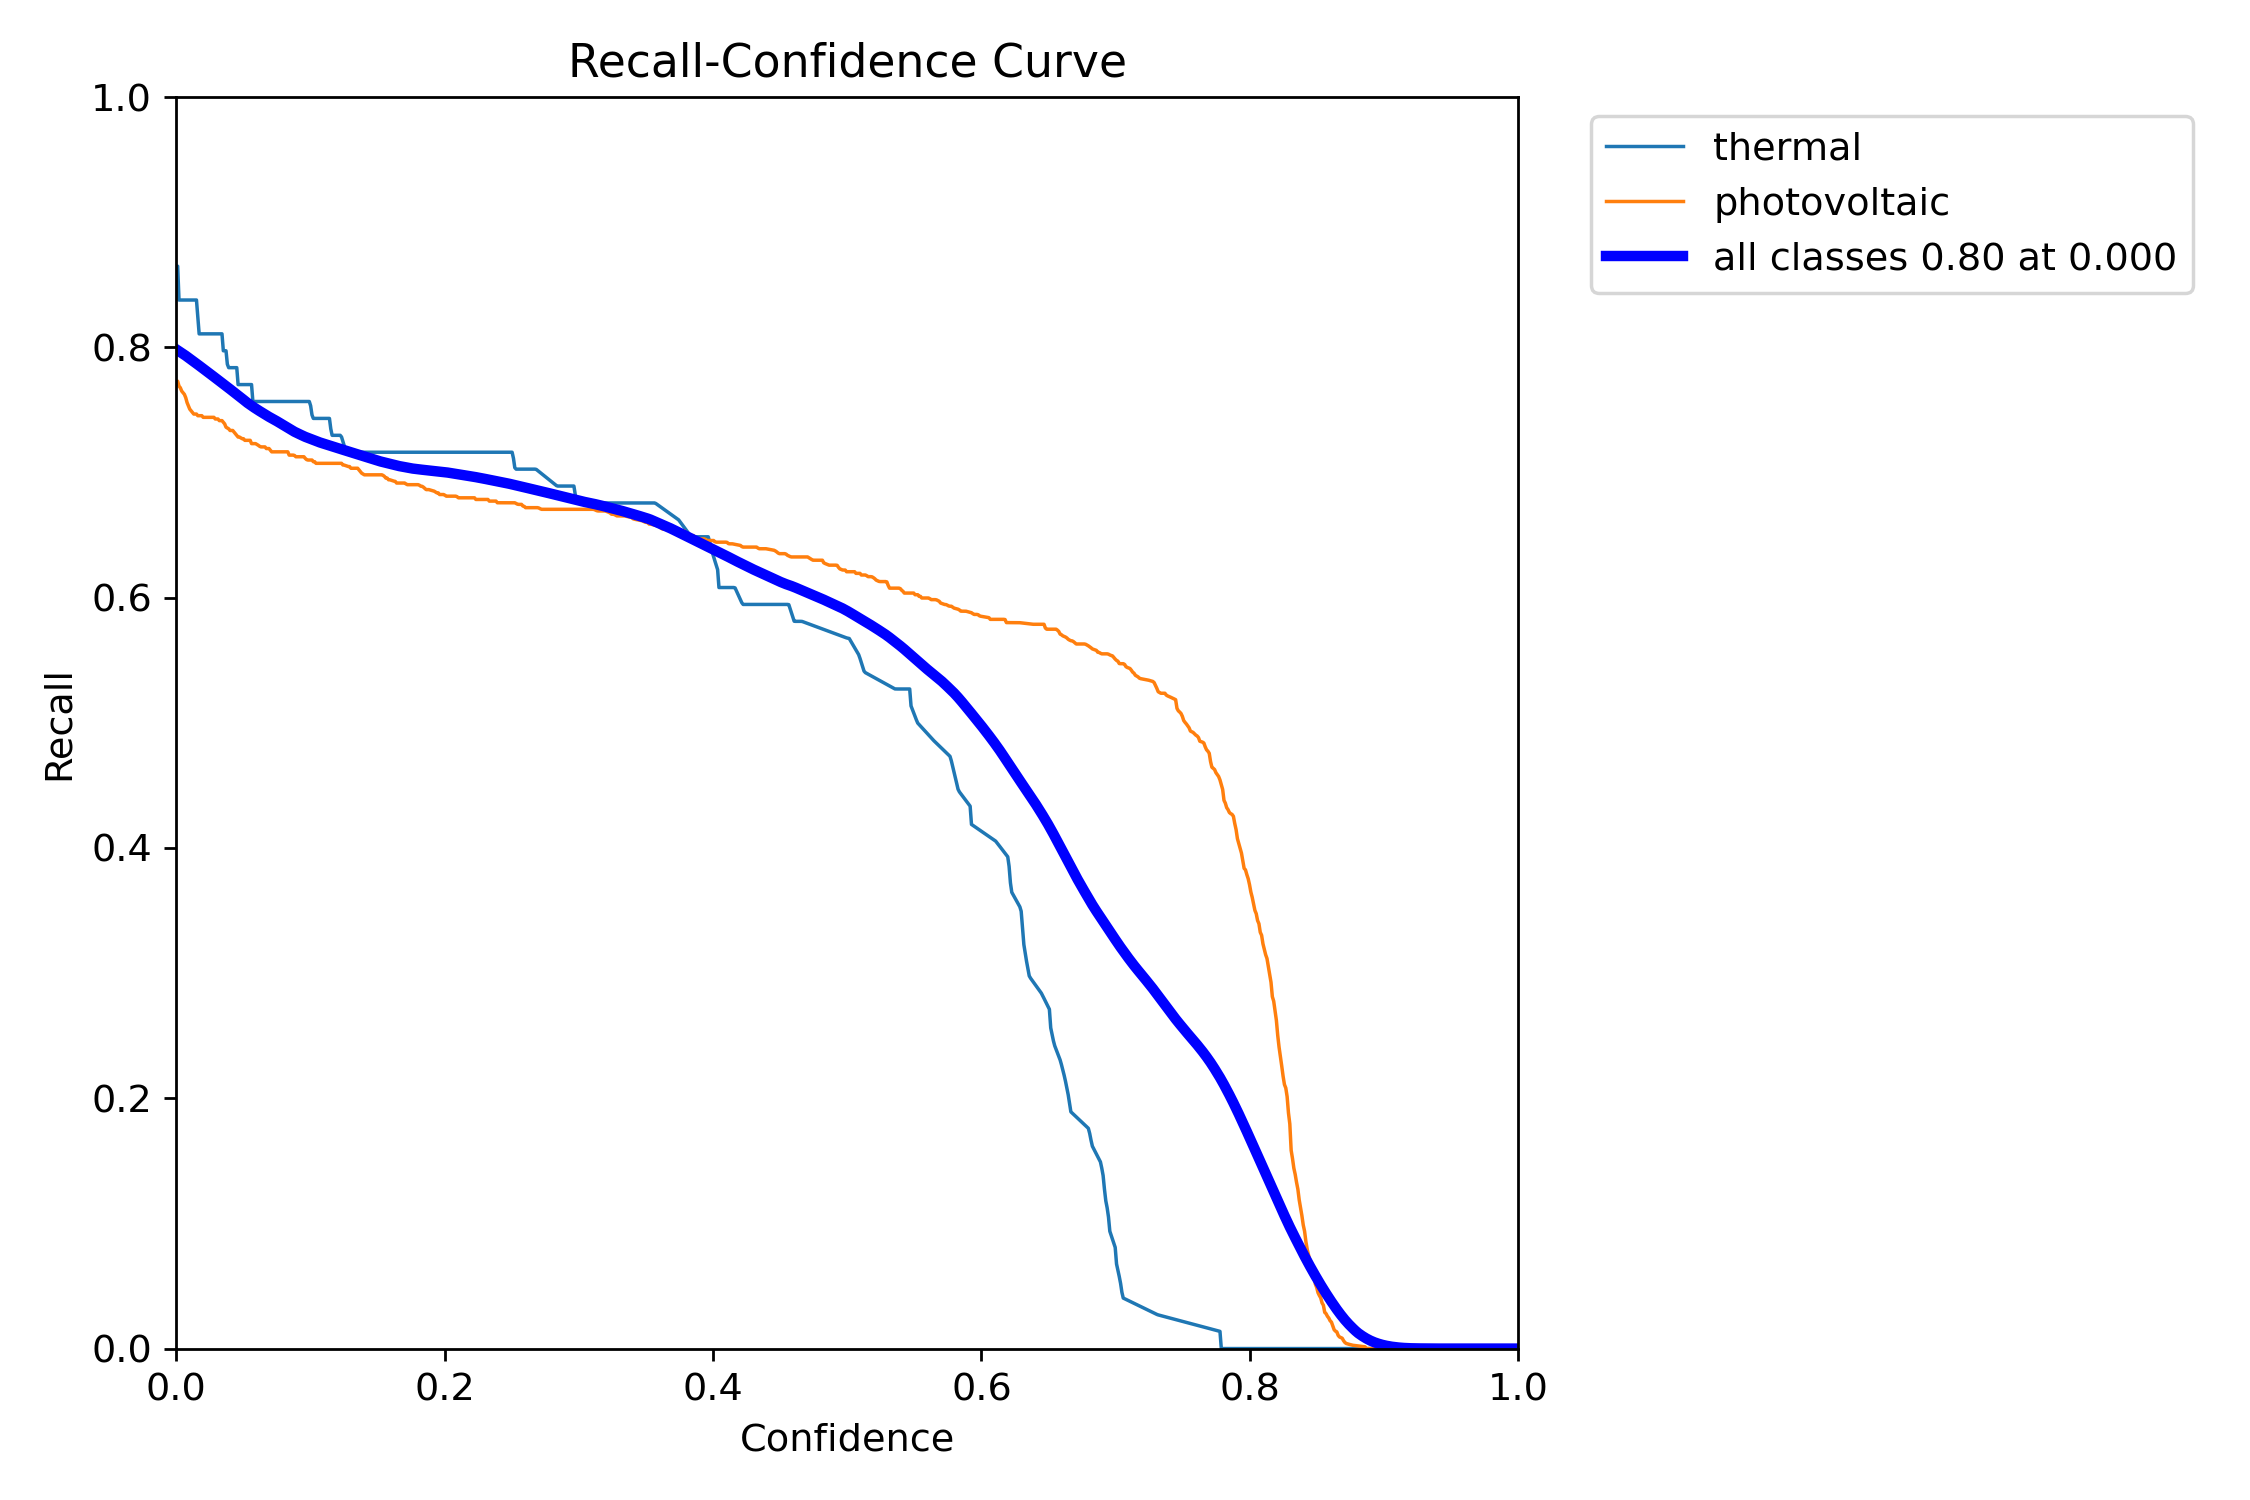 Recall-Confidence Curve
thermal
photovoltaic
all classes 0.80 at 0.000
1.0
0.8
0.6
0.4
0.2
0.0
Recall
0.0 0.2 0.4 0.6 0.8 1.0
Confidence